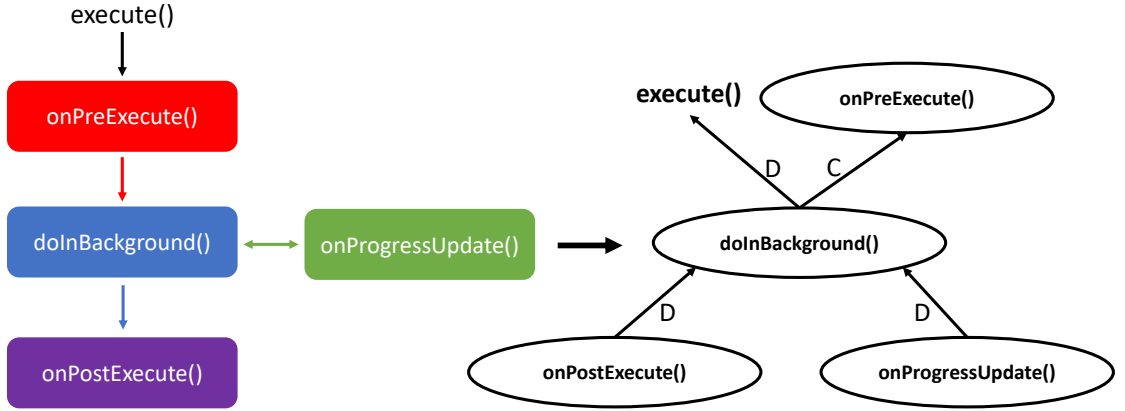 execute()
onPreExecute()
doInBackground()
onProgressUpdate()
onPostExecute()
execute()
onPreExecute()
D
C
doInBackground()
D
D
onPostExecute()
onProgressUpdate()